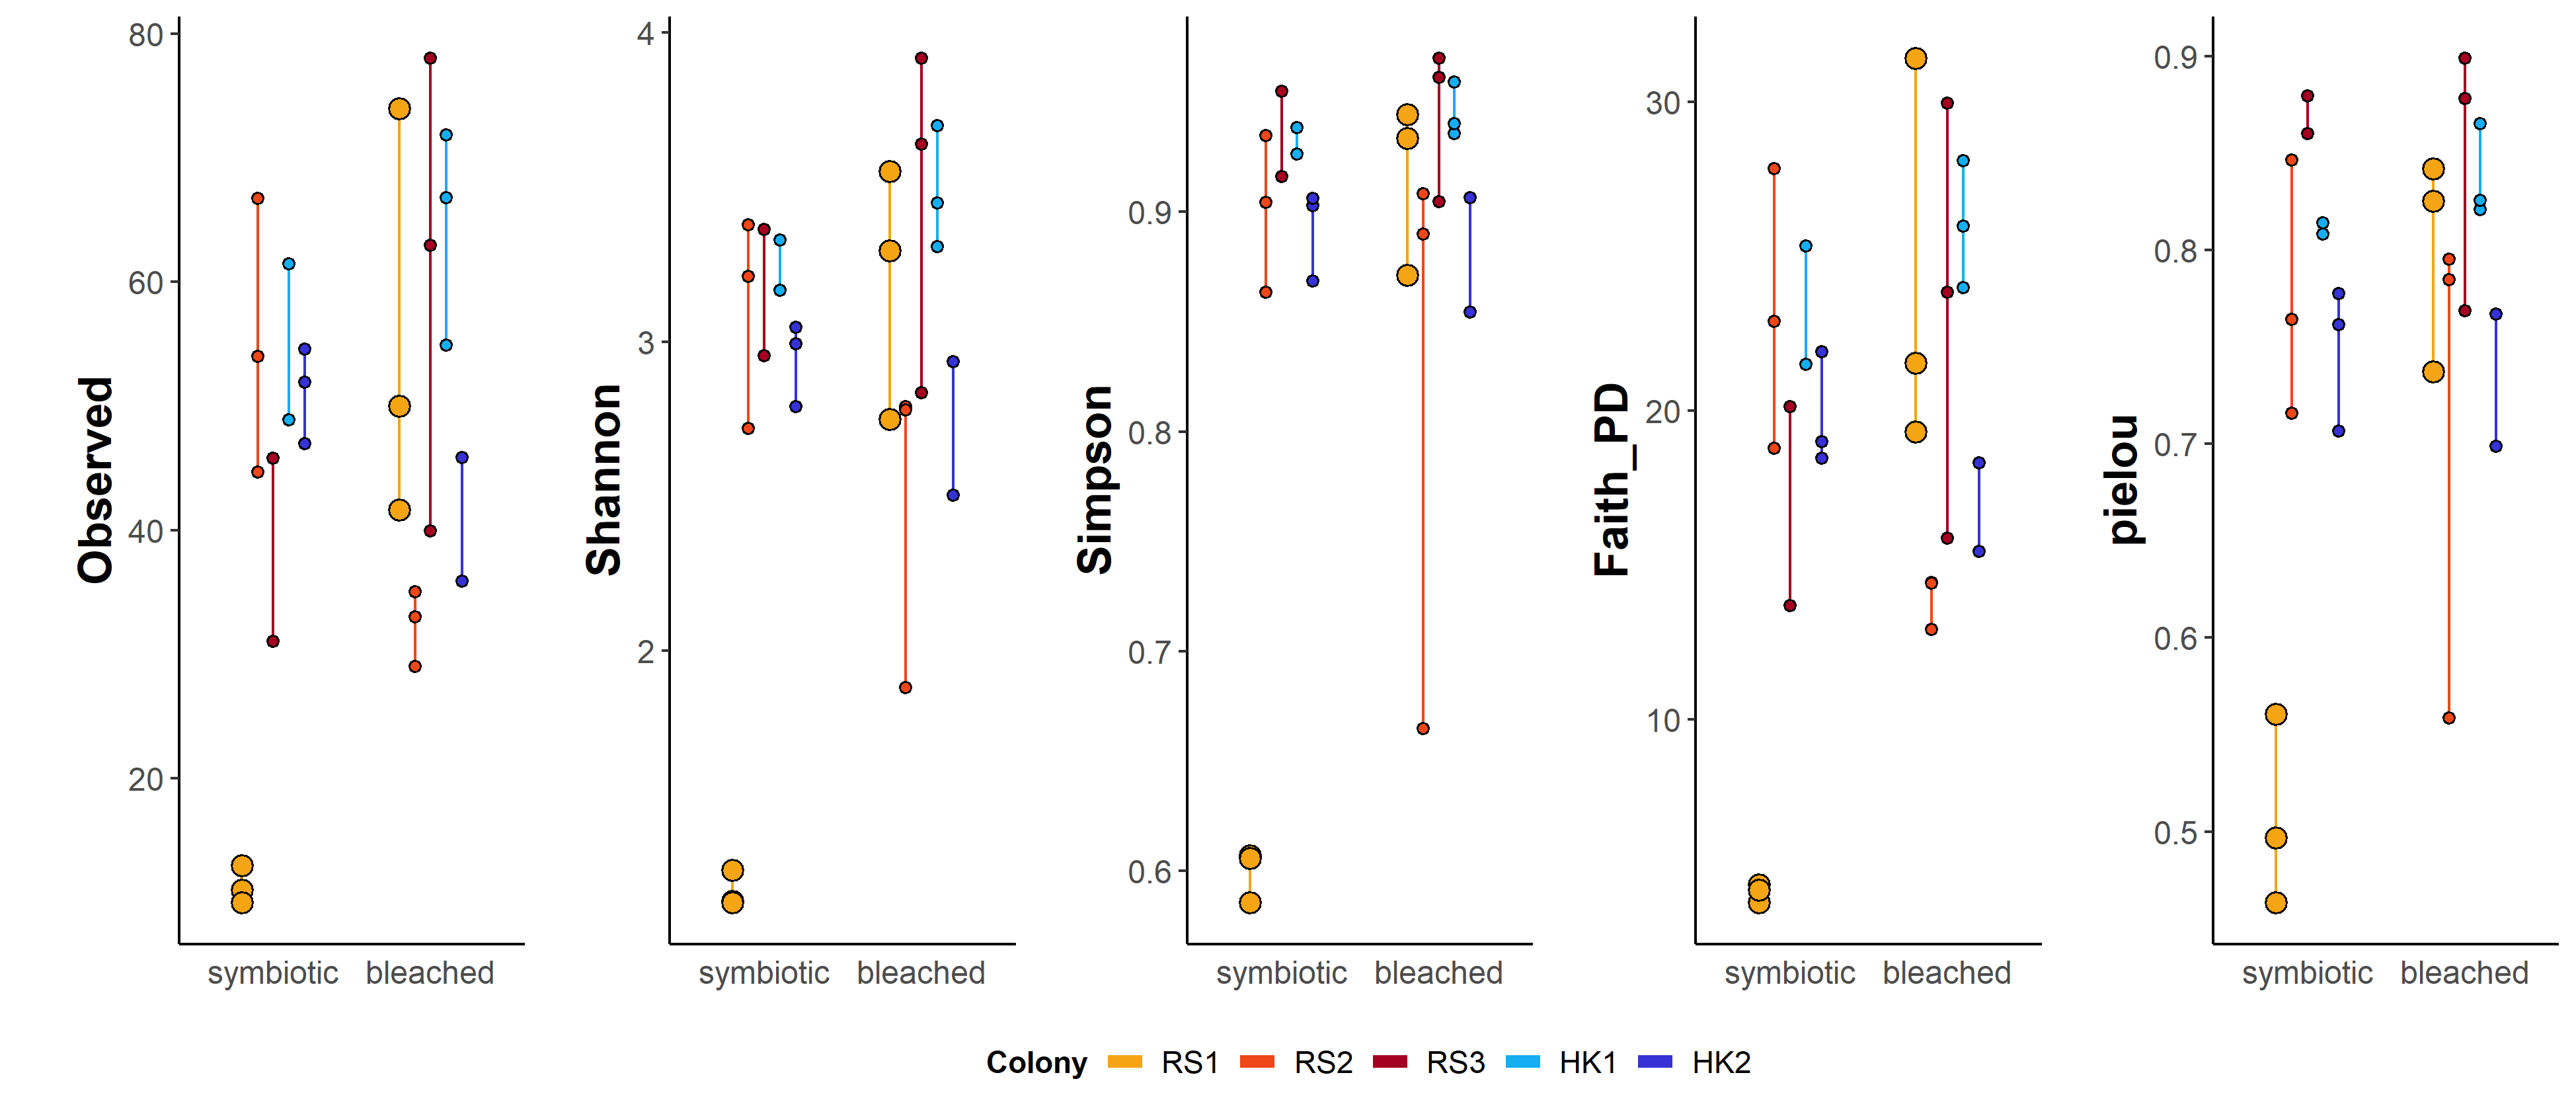 Observed
80
60
40
20
symbiotic bleached
Shannon
4
3
2
symbiotic bleached
Simpson
0.9
0.8
0.7
0.6
symbiotic bleached
Faith_PD
30
20
10
symbiotic bleached
pielou
0.9
0.8
0.7
0.6
0.5
symbiotic bleached
Colony RS1 RS2 RS3 HK1 HK2